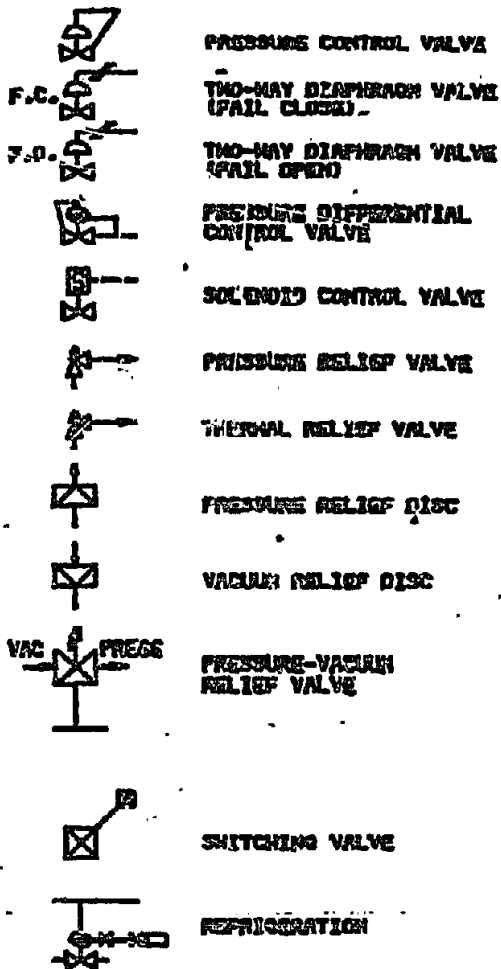 PRESSURE CONTROL VALVE
F.C.
TWO-WAY DIAPHRAGM VALVE
(FAIL CLOSE)
F.O.
TWO-WAY DIAPHRAGM VALVE
(FAIL OPEN)
PRESSURE DIFFERENTIAL
CONTROL VALVE
S
SOLENOID CONTROL VALVE
PRESSURE RELIEF VALVE
THERMAL RELIEF VALVE
PRESSURE RELIEF DISC
VACUUM RELIEF DISC
VAC PRESS
PRESSURE-VACUUM
RELIEF VALVE
SWITCHING VALVE
REFRIGERATION